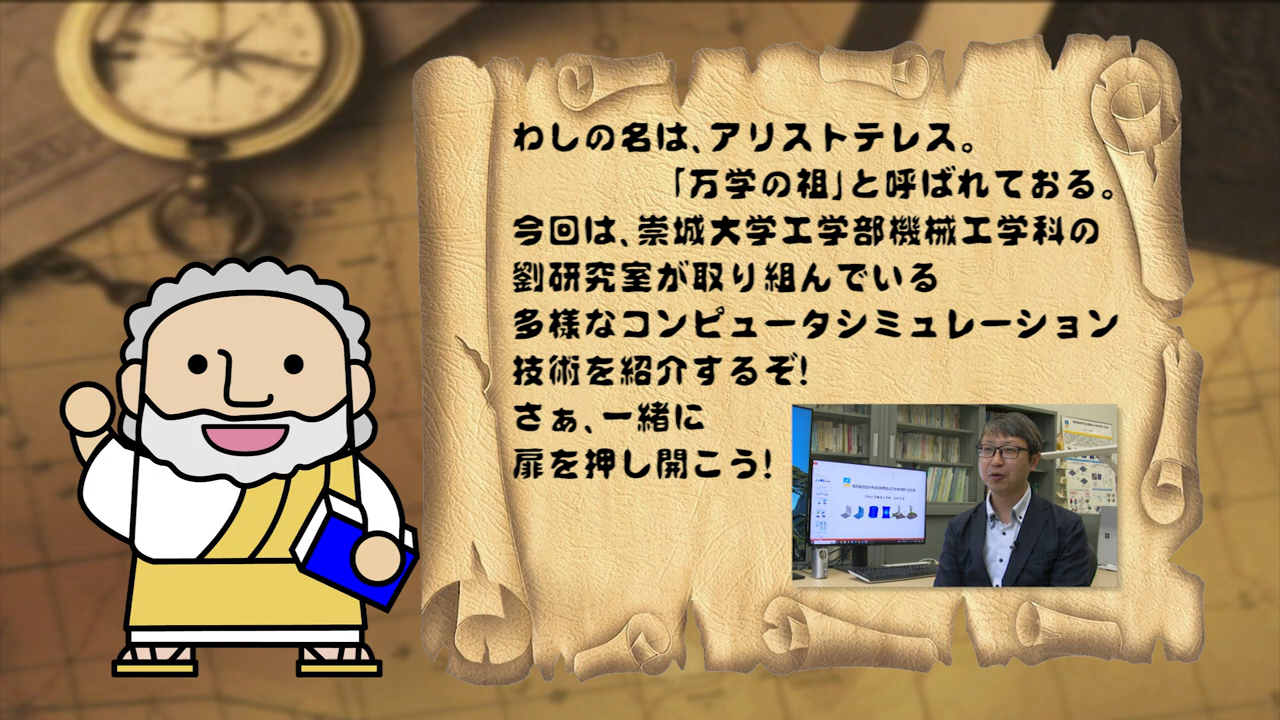 わしの名は、アリストテレス。
「万学の祖」と呼ばれておる。
今回は、崇城大学工学部機械工学科の
劉研究室が取り組んでいる
多様なコンピュータシミュレーション
技術を紹介するぞ!
さぁ、一緒に
扉を押し開こう!